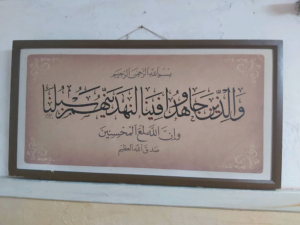 بسم الله الرحمن الرحيم
والذين جاهدوا فينا لنهدينهم سبلنا
وإن الله لمع المحسنين
صدق الله العظيم